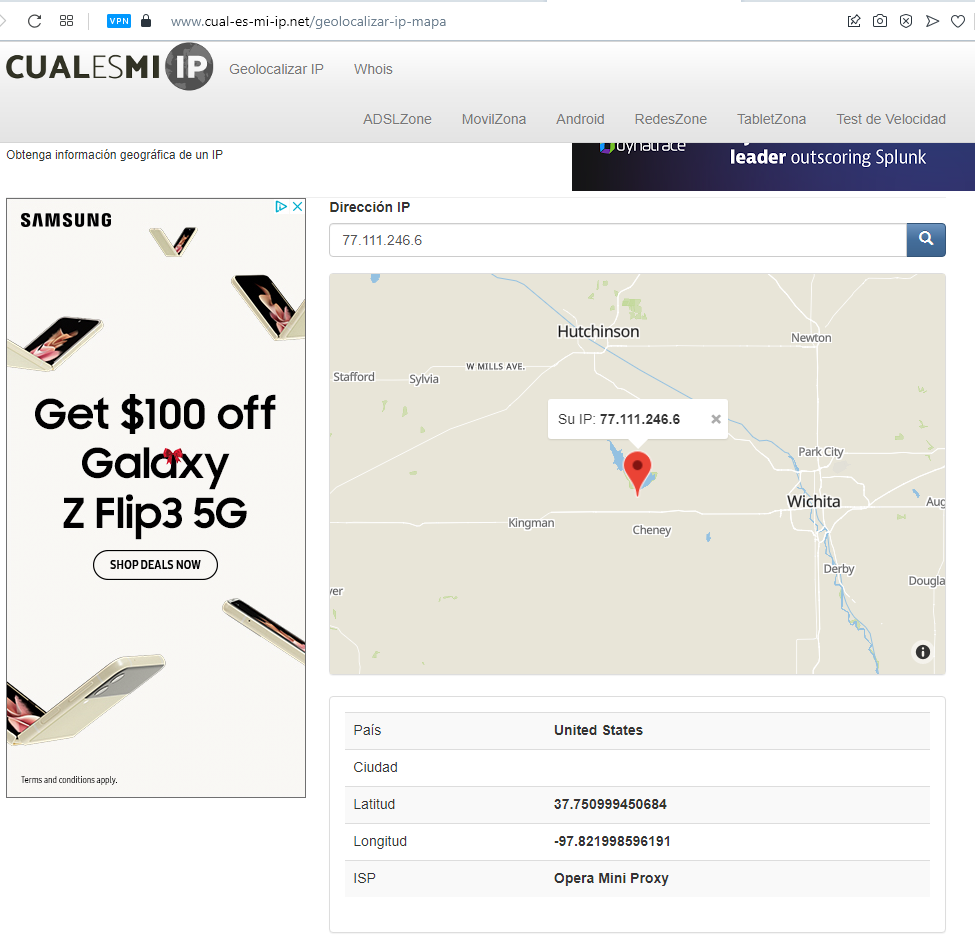 VPN
www.cual-es-mi-ip.net/geolocalizar-ip-mapa
CUALESMI IP
Geolocalizar IP
Whois
ADSLZone
MovilZona
Android
RedesZone
TabletZona
Test de Velocidad
Obtenga información geográfica de un IP
dynatrace
leader outscoring Splunk
SAMSUNG
Get $100 off
Galaxy
Z Flip3 5G
SHOP DEALS NOW
Terms and conditions apply.
Dirección IP
77.111.246.6
Hutchinson
Newton
W MILLS AVE.
Stafford
Sylvia
Su IP: 77.111.246.6 ×
Park City
Wichita
Aug
Kingman
Cheney
Derby
Dougla
ver
País United States
Ciudad
Latitud 37.750999450684
Longitud -97.821998596191
ISP Opera Mini Proxy